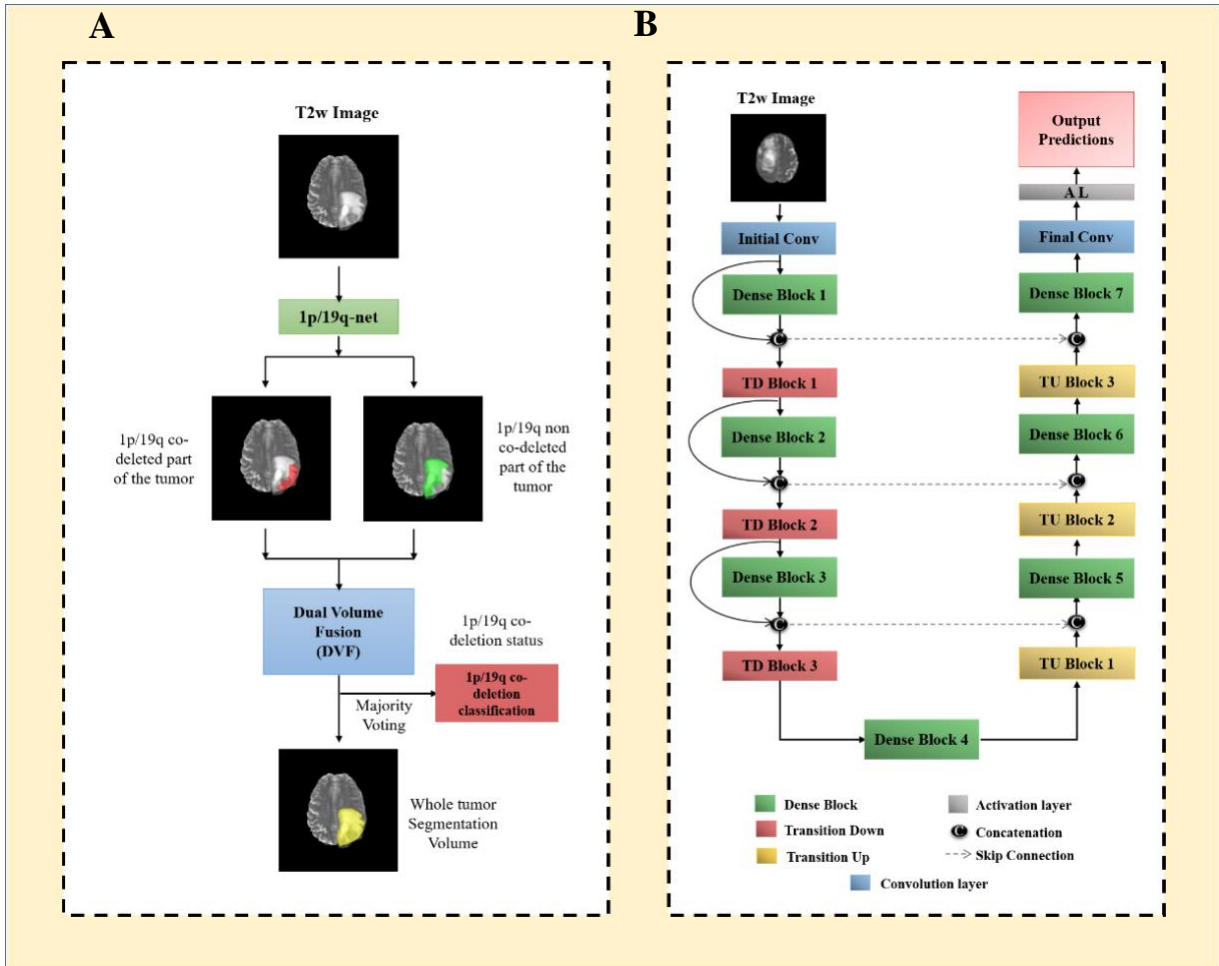 A
T2w Image
1p/19q-net
1p/19q co-
deleted part
of the tumor
1p/19q non
co-deleted
part of the
tumor
Dual Volume
Fusion
(DVF)
1p/19q co-
deletion status
1p/19q co-
deletion
classification
Majority
Voting
Whole tumor
Segmentation
Volume
B
T2w Image
Initial Conv
Dense Block 1
C
TD Block 1
Dense Block 2
C
TD Block 2
Dense Block 3
C
TD Block 3
Dense Block 4
Output
Predictions
A L
Final Conv
Dense Block 7
C
TU Block 3
Dense Block 6
C
TU Block 2
Dense Block 5
C
TU Block 1
Dense Block
Transition Down
Transition Up
Activation layer
C Concatenation
Skip Connection
Convolution layer